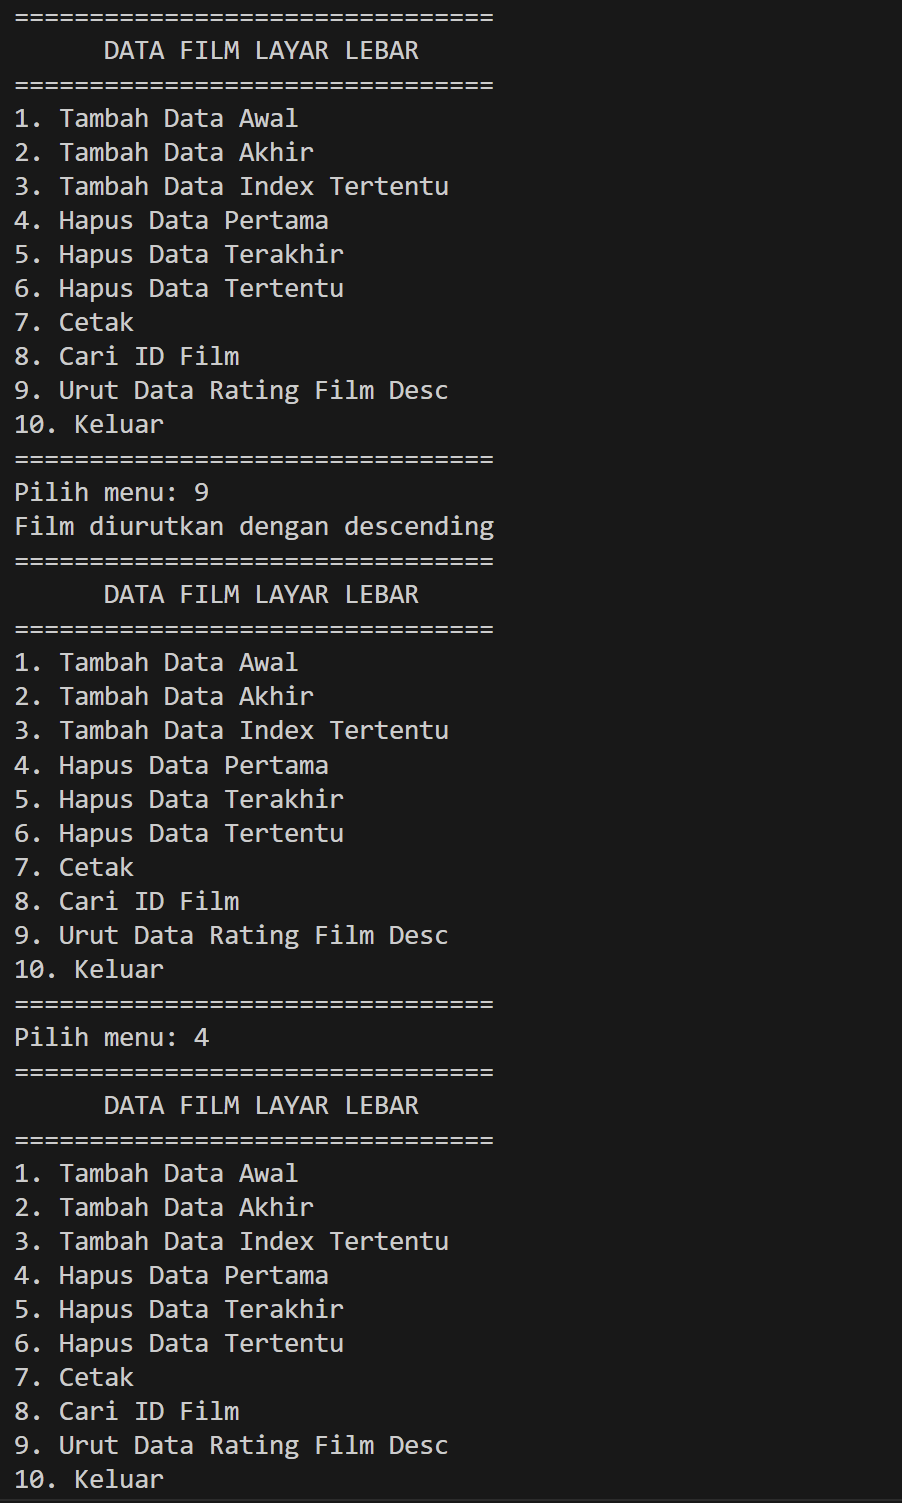 ================================
DATA FILM LAYAR LEBAR
================================
1. Tambah Data Awal
2. Tambah Data Akhir
3. Tambah Data Index Tertentu
4. Hapus Data Pertama
5. Hapus Data Terakhir
6. Hapus Data Tertentu
7. Cetak
8. Cari ID Film
9. Urut Data Rating Film Desc
10. Keluar
================================
Pilih menu: 9
Film diurutkan dengan descending
================================
DATA FILM LAYAR LEBAR
================================
1. Tambah Data Awal
2. Tambah Data Akhir
3. Tambah Data Index Tertentu
4. Hapus Data Pertama
5. Hapus Data Terakhir
6. Hapus Data Tertentu
7. Cetak
8. Cari ID Film
9. Urut Data Rating Film Desc
10. Keluar
================================
Pilih menu: 4
================================
DATA FILM LAYAR LEBAR
================================
1. Tambah Data Awal
2. Tambah Data Akhir
3. Tambah Data Index Tertentu
4. Hapus Data Pertama
5. Hapus Data Terakhir
6. Hapus Data Tertentu
7. Cetak
8. Cari ID Film
9. Urut Data Rating Film Desc
10. Keluar